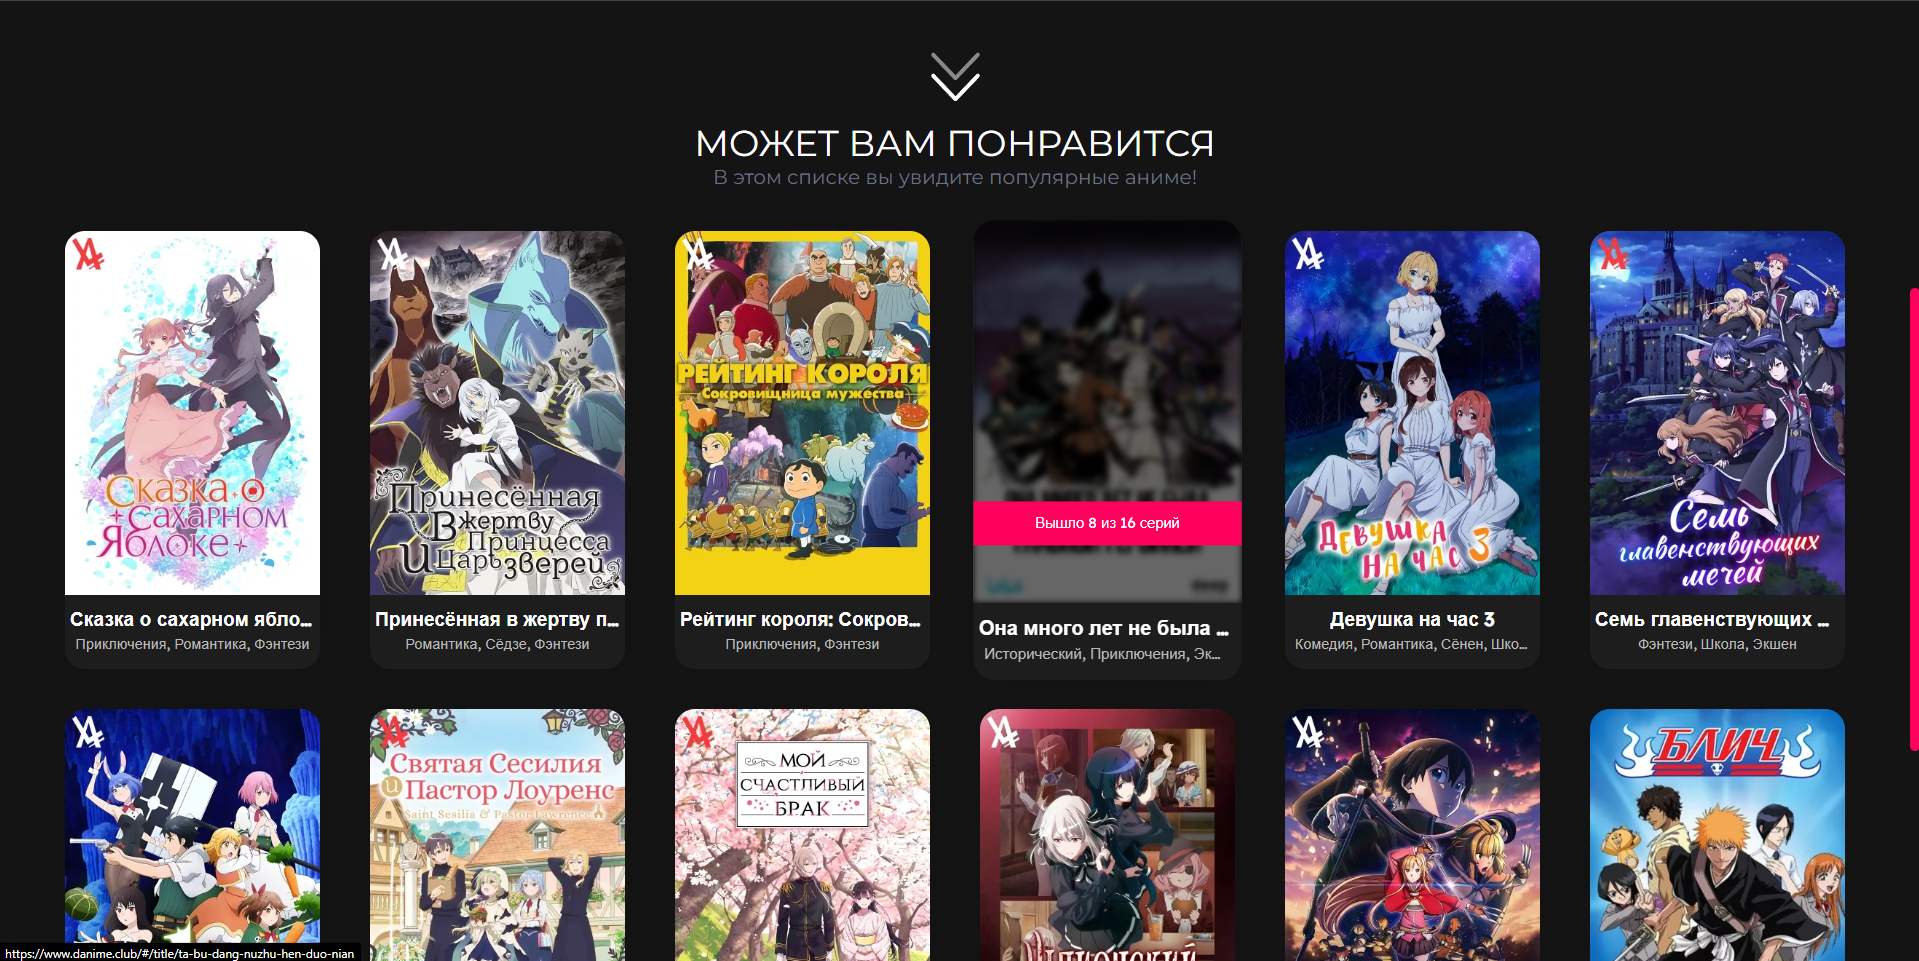 МОЖЕТ ВАМ ПОНРАВИТСЯ
В этом списке вы увидите популярные аниме!
Сказка о
сахарном
Яблоке
Принесённая
в жертву
Принцесса
и Царь зверей
РЕЙТИНГ КОРОЛЯ
Сокровищница мужества
Вышло 8 из 16 серий
ДЕВУШКА
НА ЧАС 3
Семь
главенствующих
мечей
Сказка о сахарном ябло...
Приключения, Романтика, Фэнтези
Принесённая в жертву п...
Романтика, Сёдзе, Фэнтези
Рейтинг короля: Сокров...
Приключения, Фэнтези
Она много лет не была ...
Исторический, Приключения, Эк...
Девушка на час 3
Комедия, Романтика, Сёнен, Шко...
Семь главенствующих ...
Фэнтези, Школа, Экшен
СВЯТАЯ СЕСИЛИЯ
и ПАСТОР ЛОУРЕНС
Saint Sesilia & Pastor Lawrence
МОЙ
СЧАСТЛИВЫЙ
БРАК
БЛИЧ
https://www.danime.club/#/title/ta-bu-dang-nuzhu-hen-duo-nian